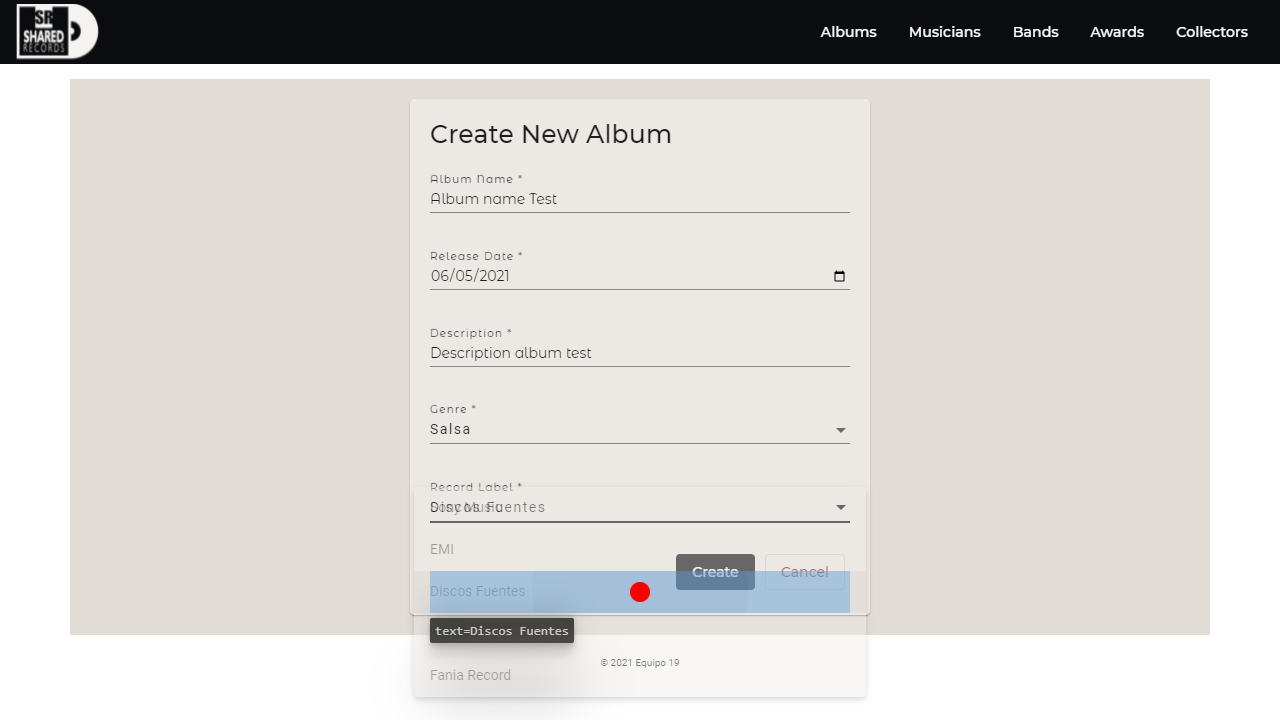 SR
SHARED
RECORDS
Albums
Musicians
Bands
Awards
Collectors
Create New Album
Album Name *
Album name Test
Release Date *
06/05/2021
Description *
Description album test
Genre *
Salsa
Record Label *
Discos Fuentes
Sony Music
EMI
Create
Cancel
Discos Fuentes
text=Discos Fuentes
© 2021 Equipo 19
Fania Record